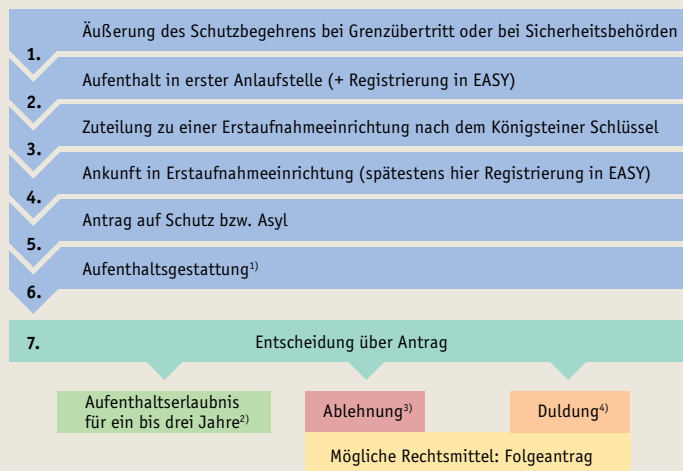 Äußerung des Schutzbegehrens bei Grenzübertritt oder bei Sicherheitsbehörden
1.
Aufenthalt in erster Anlaufstelle (+ Registrierung in EASY)
2.
Zuteilung zu einer Erstaufnahmeeinrichtung nach dem Königsteiner Schlüssel
3.
Ankunft in Erstaufnahmeeinrichtung (spätestens hier Registrierung in EASY)
4.
Antrag auf Schutz bzw. Asyl
5.
Aufenthaltsgestattung1)
6.
7. Entscheidung über Antrag
Aufenthaltserlaubnis
für ein bis drei Jahre2)
Ablehnung3)
Duldung4)
Mögliche Rechtsmittel: Folgeantrag